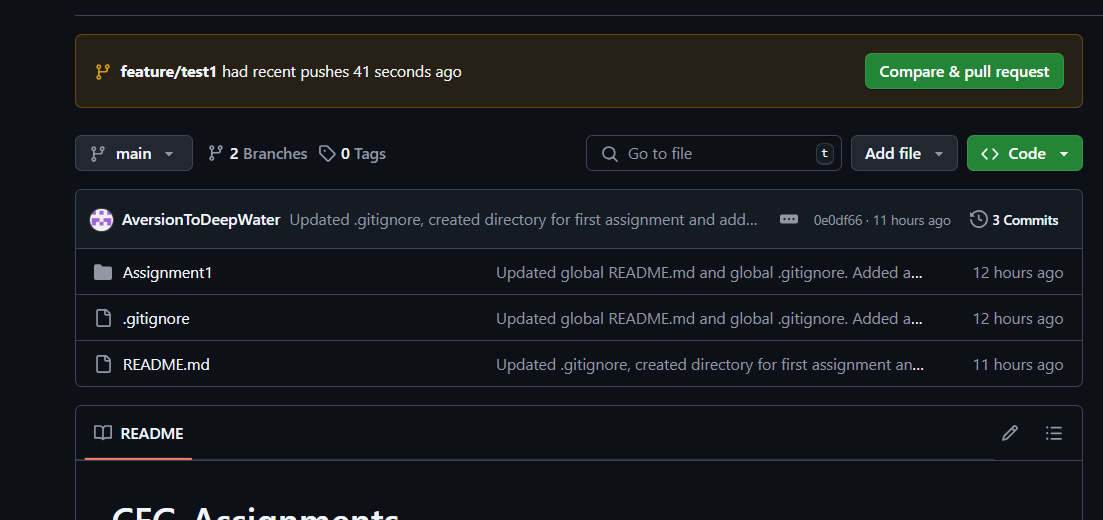 feature/test1 had recent pushes 41 seconds ago
Compare & pull request
main
2 Branches
0 Tags
Go to file
t
Add file
Code
AversionToDeepWater Updated .gitignore, created directory for first assignment and add...
0e0df66 · 11 hours ago
3 Commits
Assignment1 Updated global README.md and global .gitignore. Added a... 12 hours ago
.gitignore Updated global README.md and global .gitignore. Added a... 12 hours ago
README.md Updated .gitignore, created directory for first assignment an... 11 hours ago
README